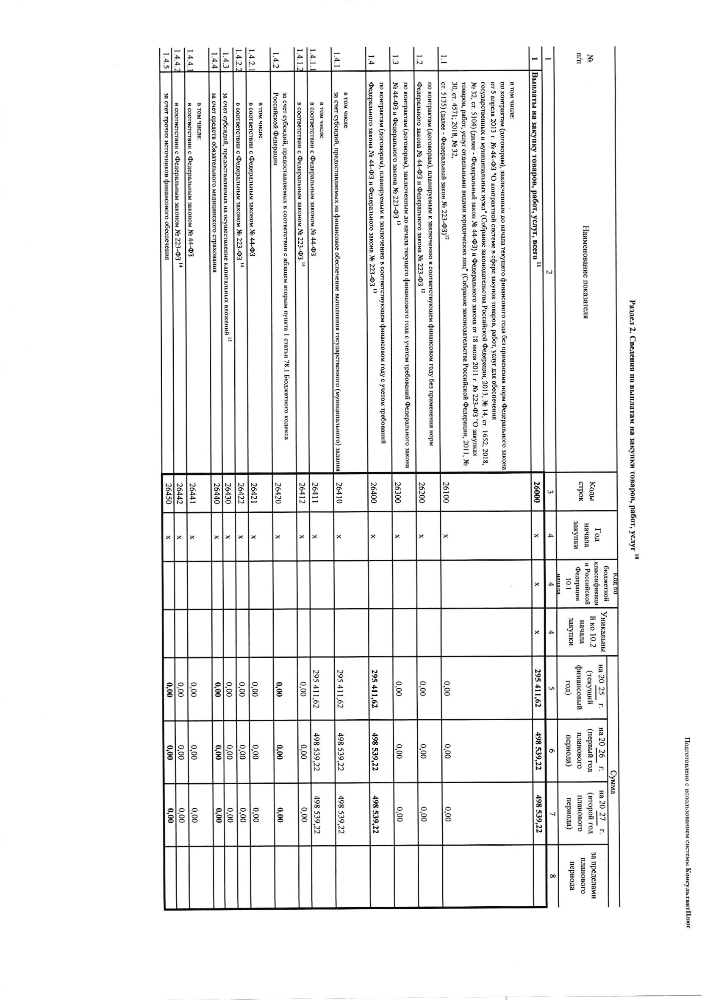 Подготовлено с использованием системы КонсультантПлюс
Раздел 2. Сведения по выплатам на закупки товаров, работ, услуг 10
№ п/п
Наименование показателя
Коды строк
Год начала закупки
Код по бюджетной классификаци и Российской Федерации 10.1
начала
Уникальны й ко 10.2 начала закупки
Сумма
на 20 25 г. (текущий финансовый год)
на 20 26 г. (первый год планового периода)
на 20 27 г. (второй год планового периода)
за пределами планового периода
1 2 3 4 4 4 5 6 7 8
1 Выплаты на закупку товаров, работ, услуг, всего 11 26000 x x x 295 411,62 498 539,22 498 539,22
в том числе:
по контрактам (договорам), заключенным до начала текущего финансового года без применения норм Федерального закона
от 5 апреля 2013 г. № 44-ФЗ "О контрактной системе в сфере закупок товаров, работ, услуг для обеспечения
государственных и муниципальных нужд" (Собрание законодательства Российской Федерации, 2013, № 14, ст. 1652; 2018,
№ 32, ст. 5104) (далее - Федеральный закон № 44-ФЗ) и Федерального закона от 18 июля 2011 г. № 223-ФЗ "О закупках
товаров, работ, услуг отдельными видами юридических лиц" (Собрание законодательства Российской Федерации, 2011, №
30, ст. 4571; 2018, № 32,
1.1 ст. 5135) (далее - Федеральный закон № 223-ФЗ)12 26100 x 0,00 0,00 0,00
по контрактам (договорам), планируемым к заключению в соответствующем финансовом году без применения норм
1.2 Федерального закона № 44-ФЗ и Федерального закона № 223-ФЗ 12 26200 x 0,00 0,00 0,00
по контрактам (договорам), заключенным до начала текущего финансового года с учетом требований Федерального закона
1.3 № 44-ФЗ и Федерального закона № 223-ФЗ 13 26300 x 0,00 0,00 0,00
по контрактам (договорам), планируемым к заключению в соответствующем финансовом году с учетом требований
1.4 Федерального закона № 44-ФЗ и Федерального закона № 223-ФЗ 13 26400 x 295 411,62 498 539,22 498 539,22
в том числе:
1.4.1 за счет субсидий, предоставляемых на финансовое обеспечение выполнения государственного (муниципального) задания 26410 x 295 411,62 498 539,22 498 539,22
в том числе:
1.4.1.1 в соответствии с Федеральным законом № 44-ФЗ 26411 x 295 411,62 498 539,22 498 539,22
1.4.1.2 в соответствии с Федеральным законом № 223-ФЗ 14 26412 x 0,00 0,00 0,00
за счет субсидий, предоставляемых в соответствии с абзацем вторым пункта 1 статьи 78.1 Бюджетного кодекса
1.4.2 Российской Федерации 26420 x 0,00 0,00 0,00
в том числе:
1.4.2.1 в соответствии с Федеральным законом № 44-ФЗ 26421 x 0,00 0,00 0,00
1.4.2.2 в соответствии с Федеральным законом № 223-ФЗ 14 26422 x 0,00 0,00 0,00
1.4.3 за счет субсидий, предоставляемых на осуществление капитальных вложений 15 26430 x 0,00 0,00 0,00
1.4.4 за счет средств обязательного медицинского страхования 26440 x 0,00 0,00 0,00
в том числе:
1.4.4.1 в соответствии с Федеральным законом № 44-ФЗ 26441 x 0,00 0,00 0,00
1.4.4.2 в соответствии с Федеральным законом № 223-ФЗ 14 26442 x 0,00 0,00 0,00
1.4.5 за счет прочих источников финансового обеспечения 26450 x 0,00 0,00 0,00